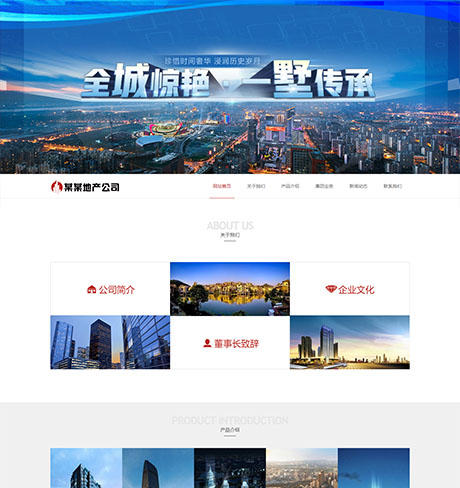 珍惜时间奢华 浸润历史岁月
全城惊艳·一墅传承
某某地产公司
网站首页 关于我们 产品介绍 集团业务 新闻动态 联系我们
ABOUT US
关于我们
公司简介
企业文化
董事长致辞
PRODUCT INTRODUCTION
产品介绍